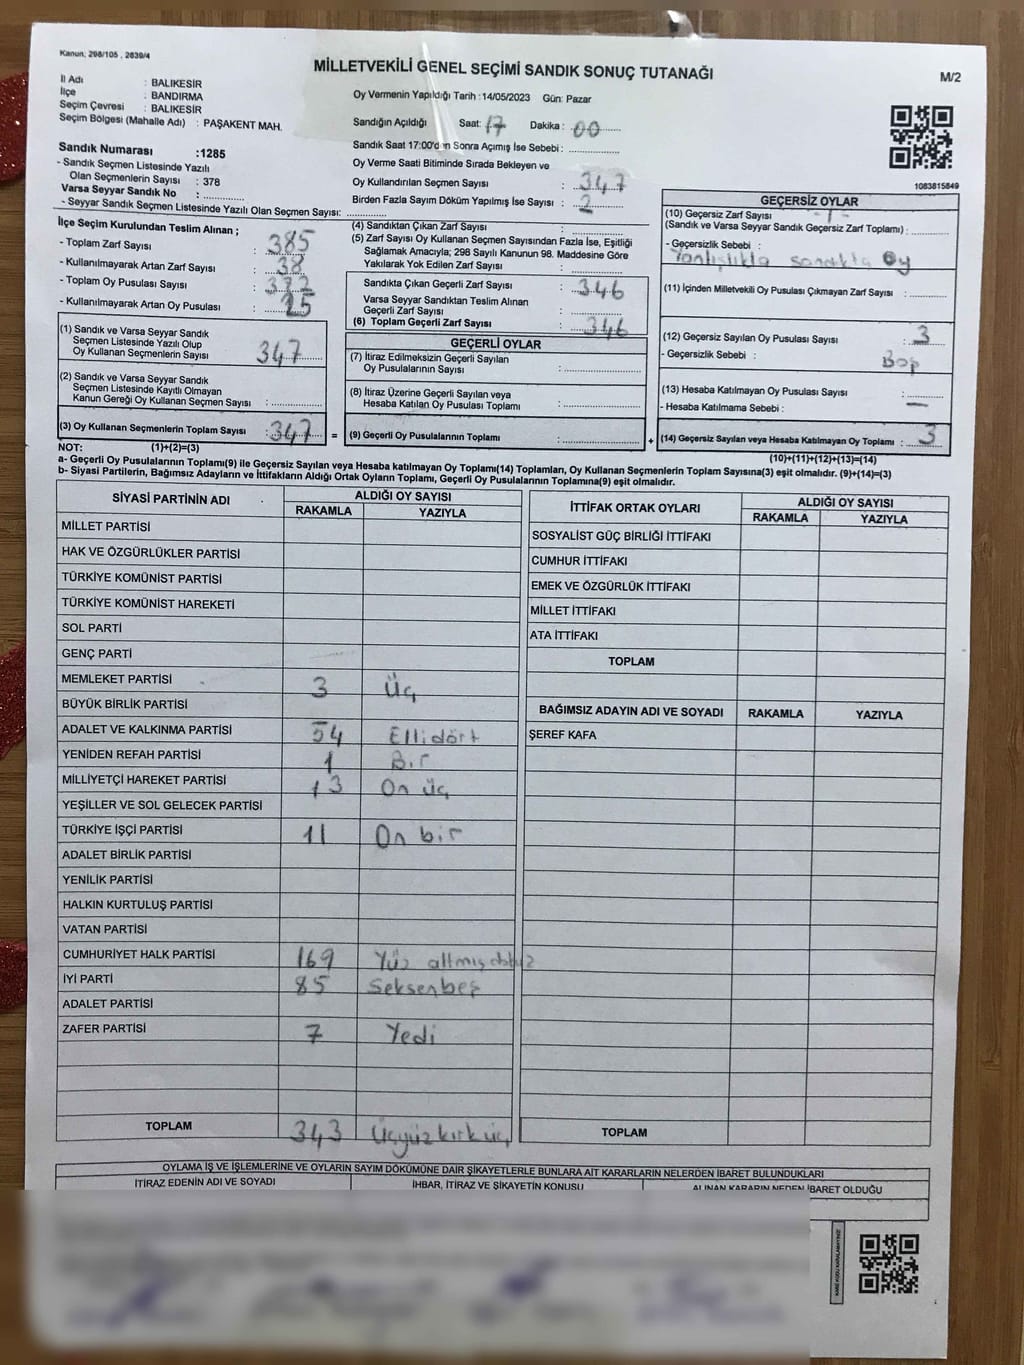 Kanun: 298/105 , 2839/4
MİLLETVEKİLİ GENEL SEÇİMİ SANDIK SONUÇ TUTANAĞI
M/2
İl Adı : BALIKESİR
İlçe : BANDIRMA
Seçim Çevresi : BALIKESİR
Seçim Bölgesi (Mahalle Adı) : PAŞAKENT MAH.
Oy Vermenin Yapıldığı Tarih :14/05/2023 Gün: Pazar
Sandığın Açıldığı Saat: 17 Dakika : 00
Sandık Saat 17:00'den Sonra Açımış İse Sebebi :
Oy Verme Saati Bitiminde Sırada Bekleyen ve
Oy Kullandırılan Seçmen Sayısı : 347
Birden Fazla Sayım Döküm Yapılmış İse Sayısı : 2
Sandık Numarası :1285
- Sandık Seçmen Listesinde Yazılı
Olan Seçmenlerin Sayısı : 378
Varsa Seyyar Sandık No :
- Seyyar Sandık Seçmen Listesinde Yazılı Olan Seçmen Sayısı:
1083815849
İlçe Seçim Kurulundan Teslim Alınan ;
- Toplam Zarf Sayısı : 385
- Kullanılmayarak Artan Zarf Sayısı : 38
- Toplam Oy Pusulası Sayısı : 372
- Kullanılmayarak Artan Oy Pusulası : 25
(1) Sandık ve Varsa Seyyar Sandık
Seçmen Listesinde Yazılı Olup
Oy Kullanan Seçmenlerin Sayısı 347
(2) Sandık ve Varsa Seyyar Sandık
Seçmen Listesinde Kayıtlı Olmayan
Kanun Gereği Oy Kullanan Seçmen Sayısı :
(3) Oy Kullanan Seçmenlerin Toplam Sayısı : 347 =
(4) Sandıktan Çıkan Zarf Sayısı :
(5) Zarf Sayısı Oy Kullanan Seçmen Sayısından Fazla İse, Eşitliği
Sağlamak Amacıyla; 298 Sayılı Kanunun 98. Maddesine Göre
Yakılarak Yok Edilen Zarf Sayısı :
Sandıkta Çıkan Geçerli Zarf Sayısı : 346
Varsa Seyyar Sandıktan Teslim Alınan
Geçerli Zarf Sayısı :
(6) Toplam Geçerli Zarf Sayısı : 346
GEÇERLİ OYLAR
(7) İtiraz Edilmeksizin Geçerli Sayılan
Oy Pusulalarının Sayısı :
(8) İtiraz Üzerine Geçerli Sayılan veya
Hesaba Katılan Oy Pusulası Toplamı :
(9) Geçerli Oy Pusulalarının Toplamı : +
GEÇERSİZ OYLAR
(10) Geçersiz Zarf Sayısı -1-
(Sandık ve Varsa Seyyar Sandık Geçersiz Zarf Toplamı) :
- Geçersizlik Sebebi :
Yanlışlıkla sandıkta oy
(11) İçinden Milletvekili Oy Pusulası Çıkmayan Zarf Sayısı :
(12) Geçersiz Sayılan Oy Pusulası Sayısı : 3
- Geçersizlik Sebebi : Boş
(13) Hesaba Katılmayan Oy Pusulası Sayısı :
- Hesaba Katılmama Sebebi : —
(14) Geçersiz Sayılan veya Hesaba Katılmayan Oy Toplamı : 3
NOT: (1)+(2)=(3)
(10)+(11)+(12)+(13)=(14)
a- Geçerli Oy Pusulalarının Toplamı(9) ile Geçersiz Sayılan veya Hesaba katılmayan Oy Toplamı(14) Toplamları, Oy Kullanan Seçmenlerin Toplam Sayısına(3) eşit olmalıdır. (9)+(14)=(3)
b- Siyasi Partilerin, Bağımsız Adayların ve İttifakların Aldığı Ortak Oyların Toplamı, Geçerli Oy Pusulalarının Toplamına(9) eşit olmalıdır.
SİYASİ PARTİNİN ADI ALDIĞI OY SAYISI
RAKAMLA YAZIYLA
MİLLET PARTİSİ
HAK VE ÖZGÜRLÜKLER PARTİSİ
TÜRKİYE KOMÜNİST PARTİSİ
TÜRKİYE KOMÜNİST HAREKETİ
SOL PARTİ
GENÇ PARTİ
MEMLEKET PARTİSİ 3 Üç
BÜYÜK BİRLİK PARTİSİ
ADALET VE KALKINMA PARTİSİ 54 Ellidört
YENİDEN REFAH PARTİSİ 1 Bir
MİLLİYETÇİ HAREKET PARTİSİ 13 On üç
YEŞİLLER VE SOL GELECEK PARTİSİ
TÜRKİYE İŞÇİ PARTİSİ 11 On bir
ADALET BİRLİK PARTİSİ
YENİLİK PARTİSİ
HALKIN KURTULUŞ PARTİSİ
VATAN PARTİSİ
CUMHURİYET HALK PARTİSİ 169 Yüz altmışdokuz
İYİ PARTİ 85 Seksenbeş
ADALET PARTİSİ
ZAFER PARTİSİ 7 Yedi
TOPLAM 343 Üçyüzkırküç
İTTİFAK ORTAK OYLARI ALDIĞI OY SAYISI
RAKAMLA YAZIYLA
SOSYALİST GÜÇ BİRLİĞİ İTTİFAKI
CUMHUR İTTİFAKI
EMEK VE ÖZGÜRLÜK İTTİFAKI
MİLLET İTTİFAKI
ATA İTTİFAKI
TOPLAM
BAĞIMSIZ ADAYIN ADI VE SOYADI RAKAMLA YAZIYLA
ŞEREF KAFA
TOPLAM
OYLAMA İŞ VE İŞLEMLERİNE VE OYLARIN SAYIM DÖKÜMÜNE DAİR ŞİKAYETLERLE BUNLARA AİT KARARLARIN NELERDEN İBARET BULUNDUKLARI
İTİRAZ EDENİN ADI VE SOYADI İHBAR, İTİRAZ VE ŞİKAYETİN KONUSU ALINAN KARARIN NEDEN İBARET OLDUĞU